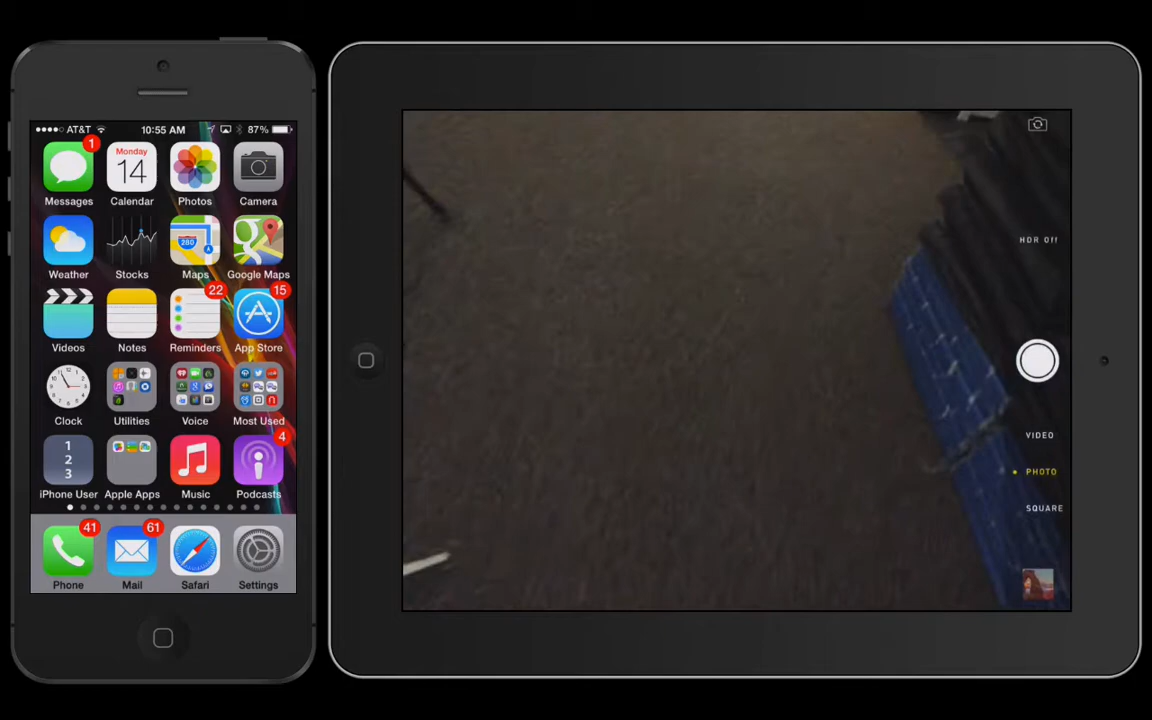 ●●●●○ AT&T 10:55 AM 87%
1
Monday
14
Messages Calendar Photos Camera
280
Weather Stocks Maps Google Maps
22 15
Videos Notes Reminders App Store
12
Clock Utilities Voice Most Used
4
1
2
3
iPhone User Apple Apps Music Podcasts
41 61
Phone Mail Safari Settings
HDR Off
VIDEO
PHOTO
SQUARE